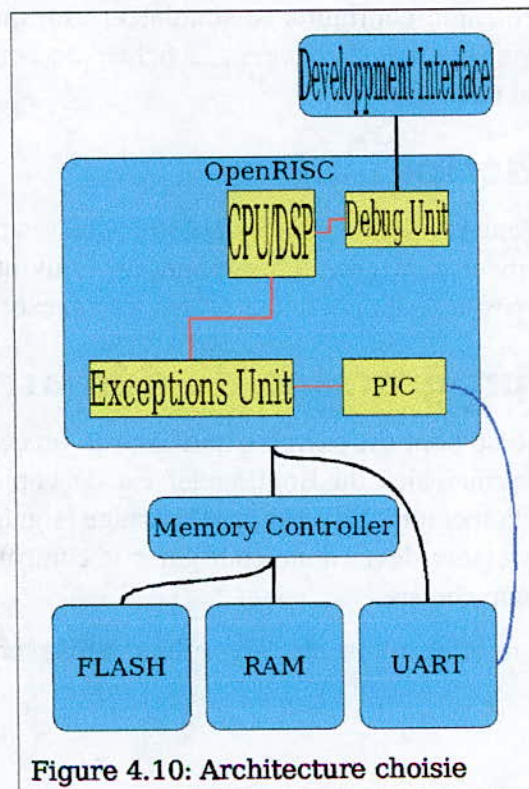 Developpment Interface
OpenRISC
CPU/DSP
Debug Unit
Exceptions Unit
PIC
Memory Controller
FLASH
RAM
UART
Figure 4.10: Architecture choisie